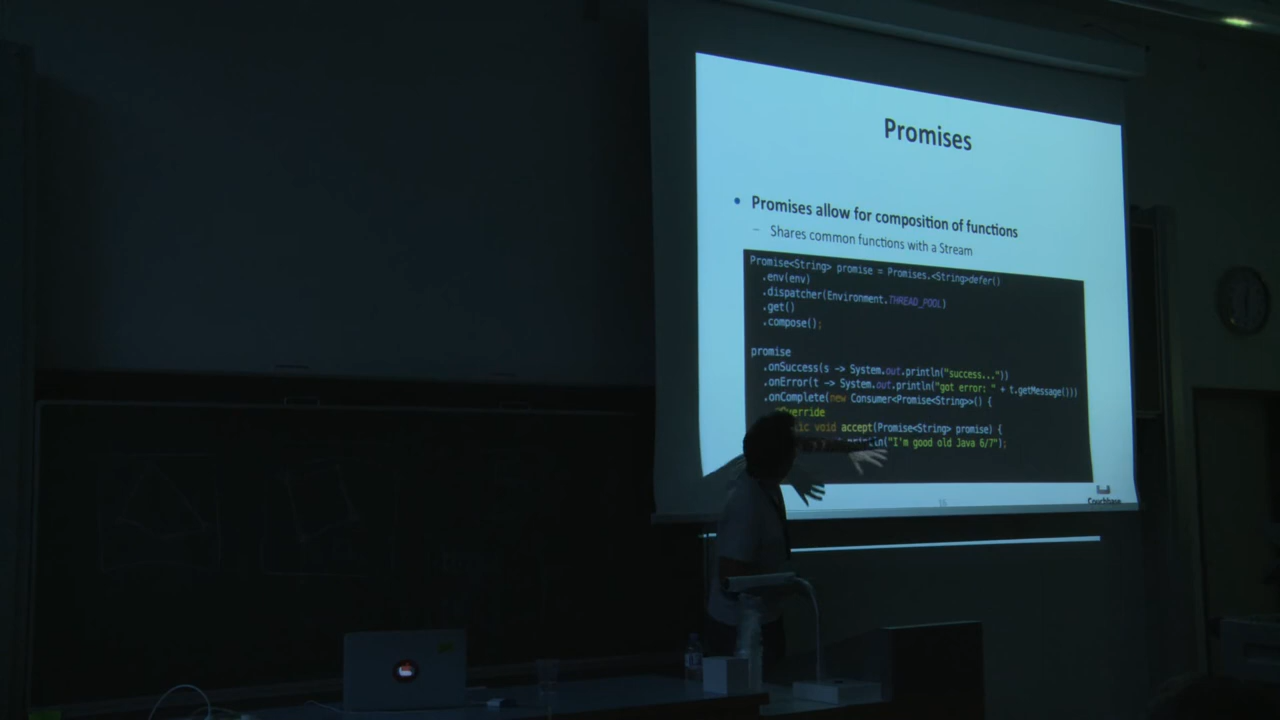 Promises
• Promises allow for composition of functions
– Shares common functions with a Stream
Promise<String> promise = Promises.<String>defer()
.env(env)
.dispatcher(Environment.THREAD_POOL)
.get()
.compose();
promise
.onSuccess(s -> System.out.println("success..."))
.onError(t -> System.out.println("got error: " + t.getMessage()))
.onComplete(new Consumer<Promise<String>>() {
void accept(Promise<String> promise) {
("I'm good old Java 6/7");
Couchbase